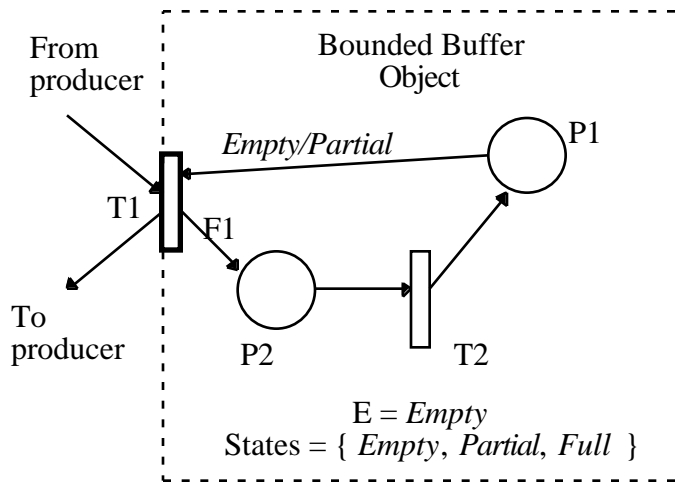 From
producer
Bounded Buffer
Object
Empty/Partial
P1
T1
F1
To
producer
P2
T2
E = Empty
States = { Empty, Partial, Full }